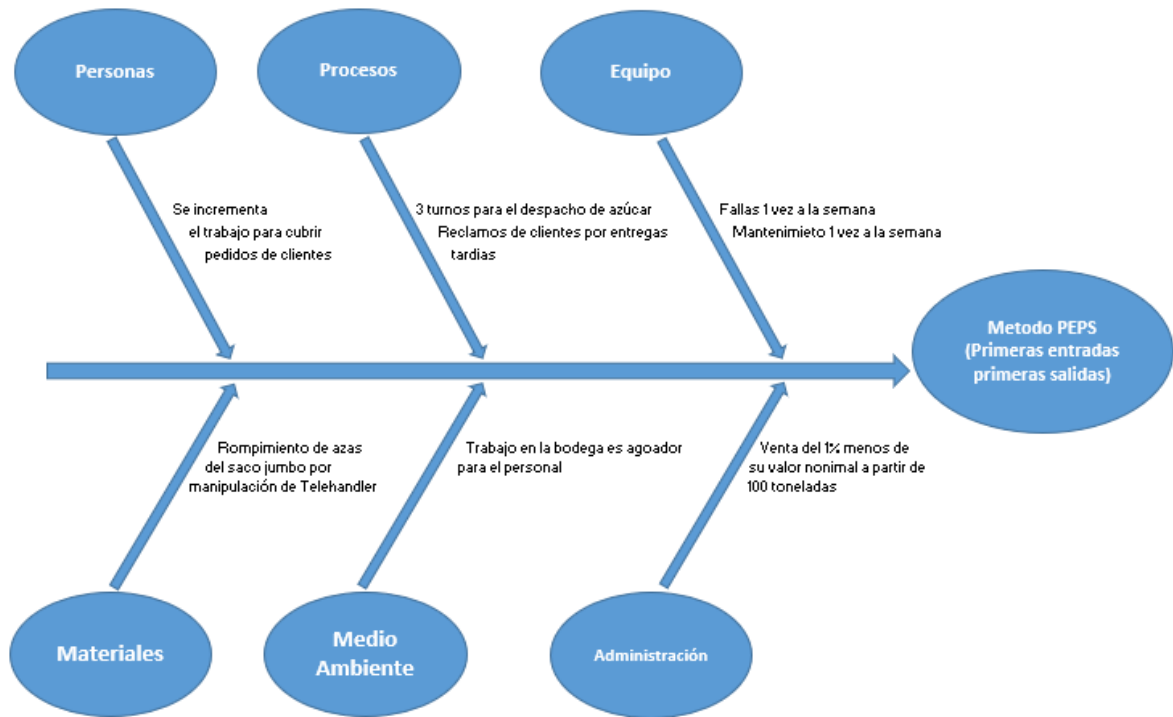 Personas
Procesos
Equipo
Se incrementa
el trabajo para cubrir
pedidos de clientes
3 turnos para el despacho de azúcar
Reclamos de clientes por entregas
tardias
Fallas 1 vez a la semana
Mantenimieto 1 vez a la semana
Metodo PEPS
(Primeras entradas
primeras salidas)
Rompimiento de azas
del saco jumbo por
manipulación de Telehandler
Trabajo en la bodega es agoador
para el personal
Venta del 1% menos de
su valor nonimal a partir de
100 toneladas
Materiales
Medio
Ambiente
Administración